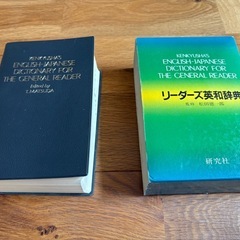 KENKYUSHA'S
ENGLISH-JAPANESE
DICTIONARY FOR
THE GENERAL READER
Edited by
T. MATSUDA
KENKYUSHA'S
ENGLISH-JAPANESE
DICTIONARY FOR
THE GENERAL READER
リーダーズ英和辞典
研究社